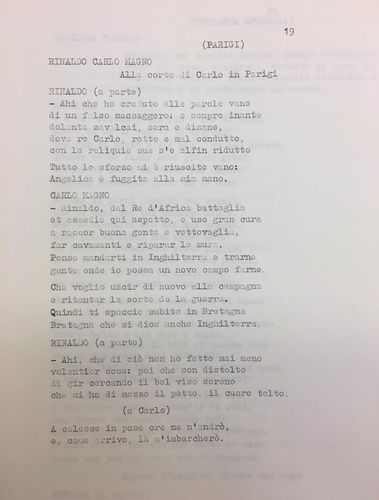 19
(PARIGI)
RINALDO CARLO MAGNO
Alla corte di Carlo in Parigi
RINALDO (a parte)
- Ahi che ho creduto alle parole vane
di un falso messaggero: e sempre inante
dolente cavalcai, sera e dimane,
dove re Carlo, rotto e mal condutto,
con le reliquie sue s'è alfin ridutto
Tutto lo sforzo mi è riuscito vano:
Angelica è fuggita alla mia mano.
CARLO MAGNO
- Rinaldo, dal Re d'Africa battaglia
et assedio qui aspetto, e uso gran cura
a raccor buona gente e vettovaglia,
far cavamenti e riparar le mura.
Penso mandarti in Inghilterra a trarne
gente onde io possa un novo campo farne.
Che voglio uscir di nuovo alla campagna
e ritentar la sorte de la guerra.
Quindi ti spaccio subito in Bretagna
Bretagna che si dice anche Inghilterra.
RINALDO (a parte)
- Ahi, che di ciò non ho fatto mai meno
volentier cosa: poi che son distolto
di gir cercando il bel viso sereno
che mi ha di mezzo il petto, il cuore tolto.
(a Carlo)
A calesse in pose ore me n'andrò,
e, come arrivo, là m'imbarcherò.